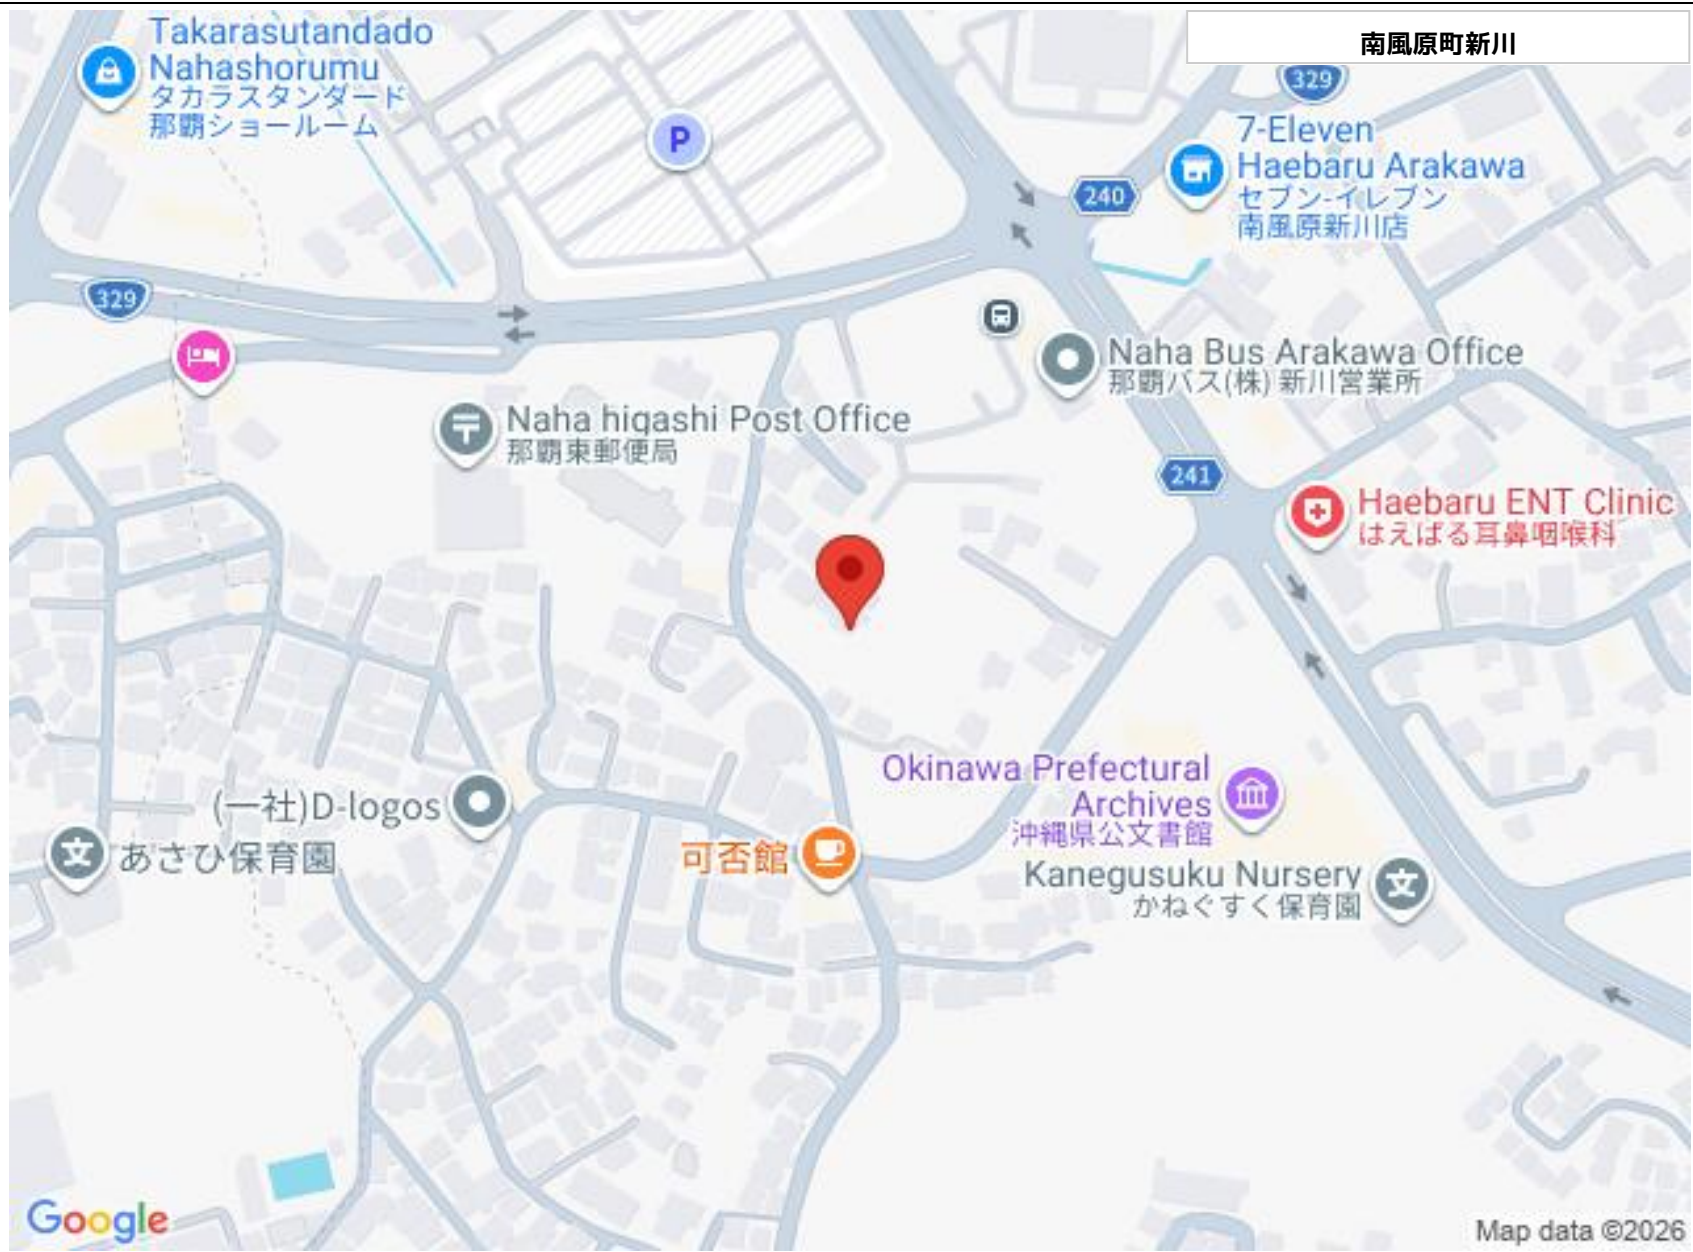 南風原町新川
Takarasutandado
Nahashorumu
タカラスタンダード
那覇ショールーム
P
329
7-Eleven
Haebaru Arakawa
セブン-イレブン
南風原新川店
240
329
Naha Bus Arakawa Office
那覇バス(株) 新川営業所
Naha higashi Post Office
那覇東郵便局
241
Haebaru ENT Clinic
はえばる耳鼻咽喉科
Okinawa Prefectural
Archives
沖縄県公文書館
(一社)D-logos
文
あさひ保育園
可否館
Kanegusuku Nursery
かねぐすく保育園
文
Google
Map data ©2026